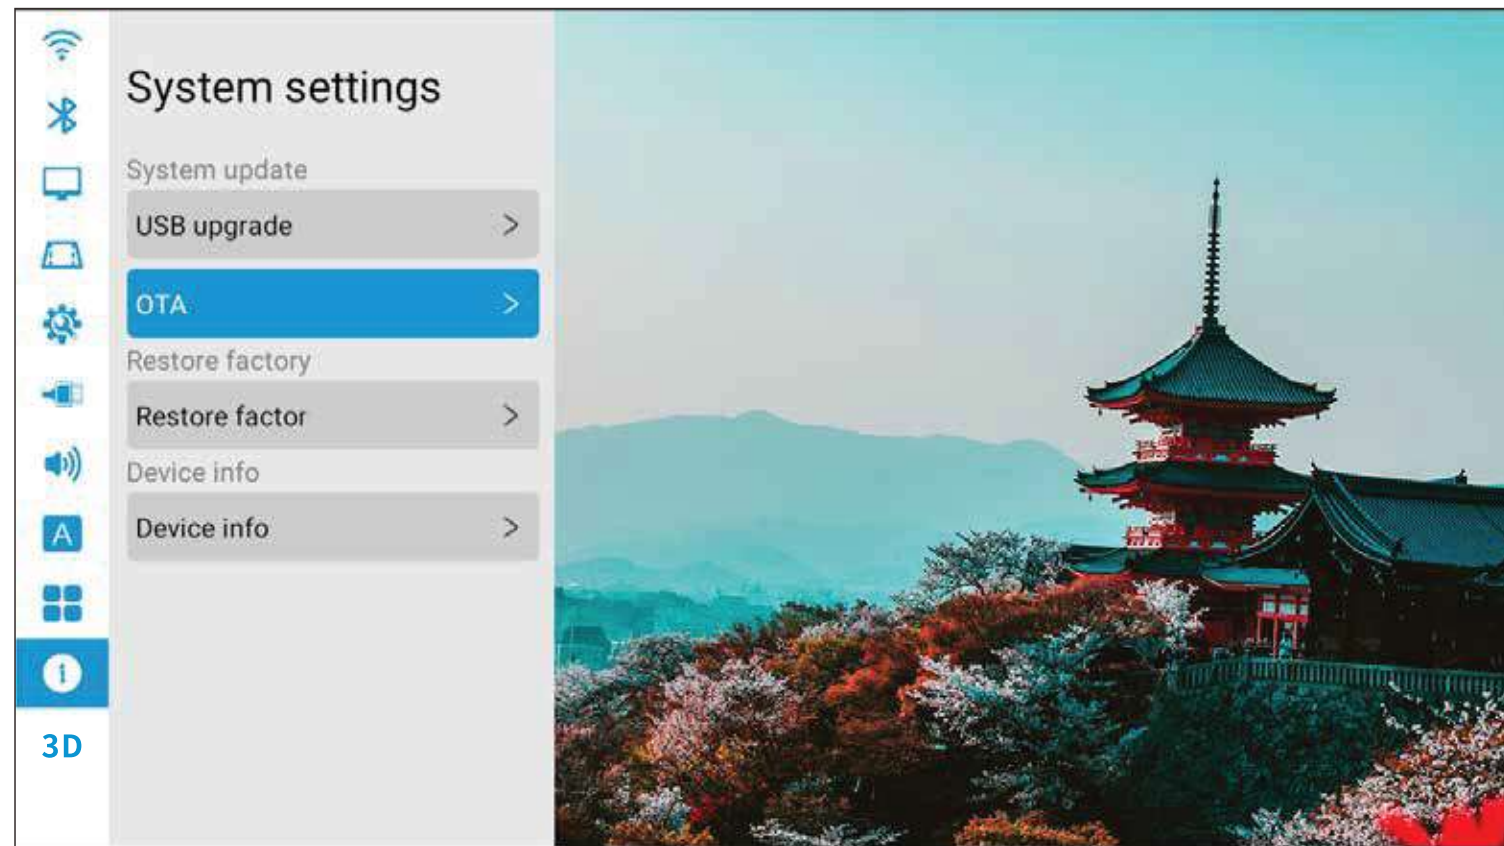 System settings
System update
USB upgrade
OTA
Restore factory
Restore factor
Device info
Device info
A
3D